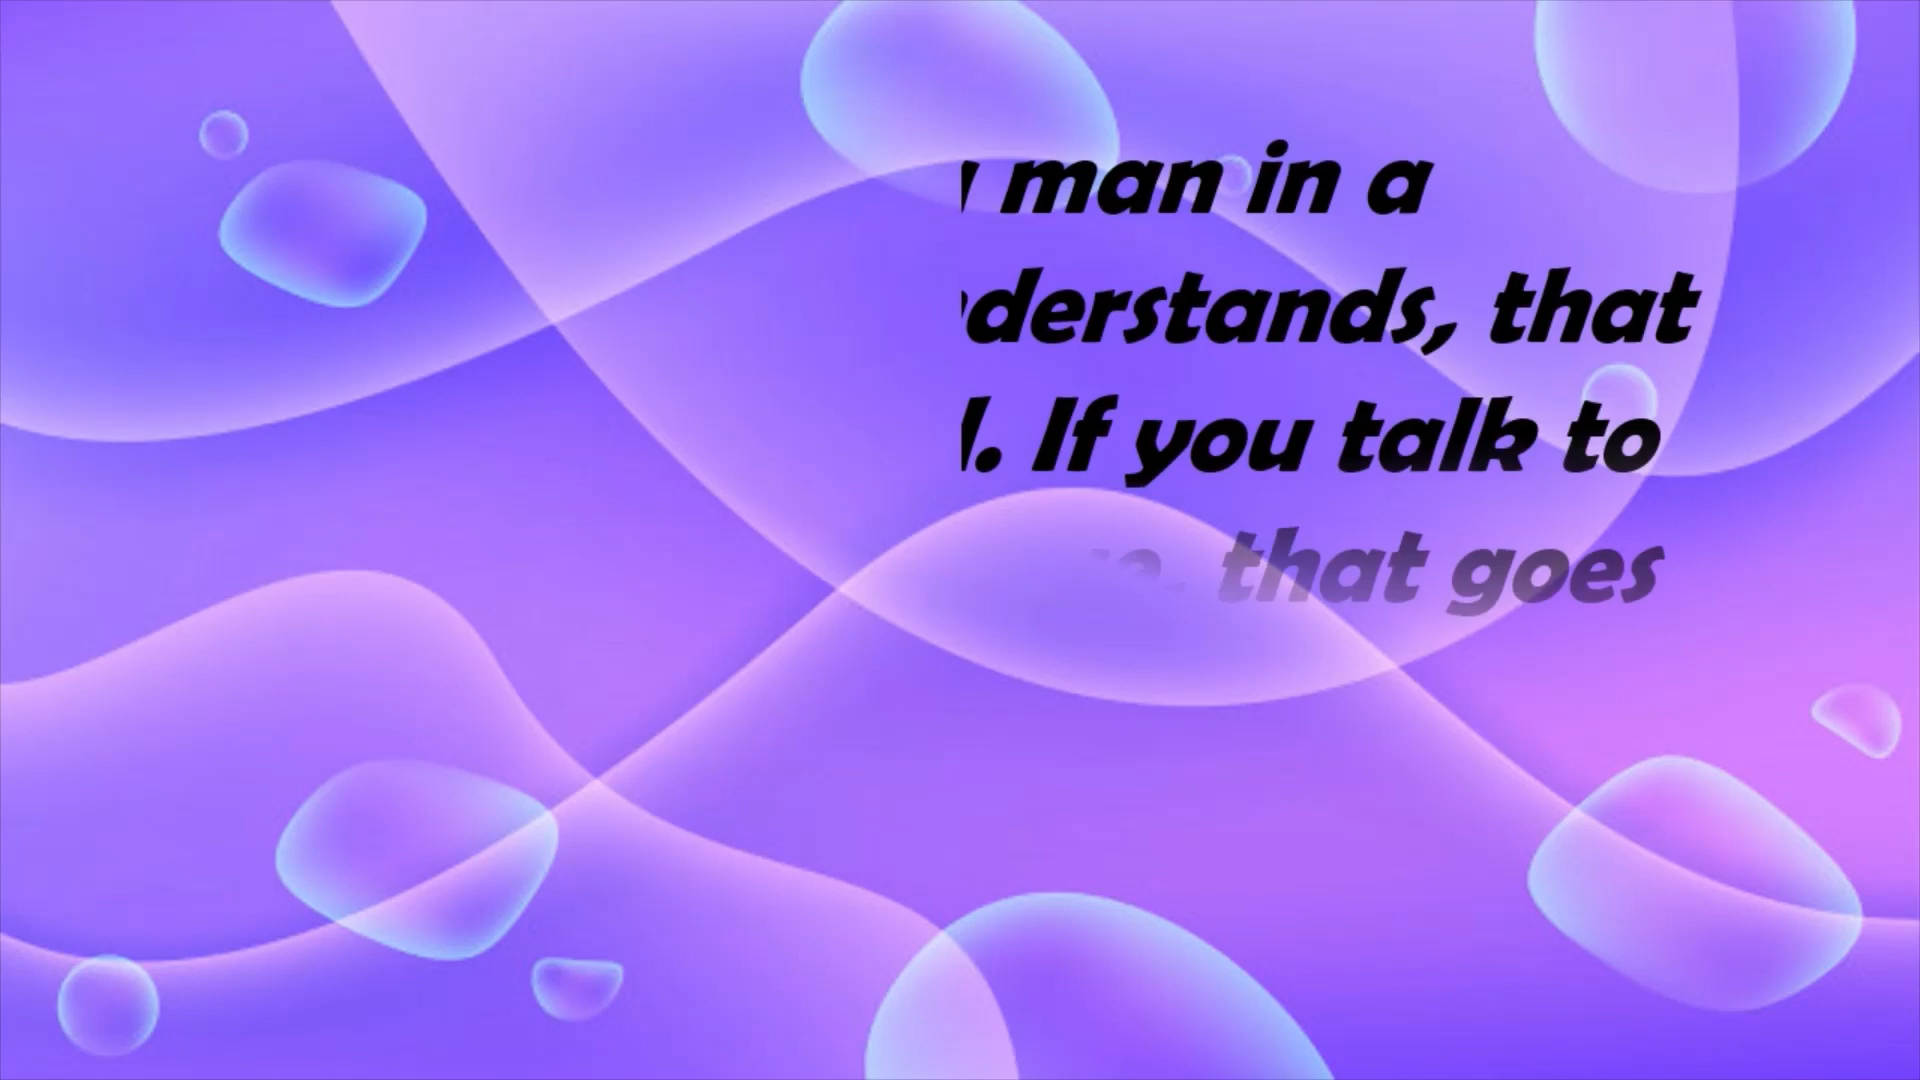 man in a
derstands, that
. If you talk to
that goes